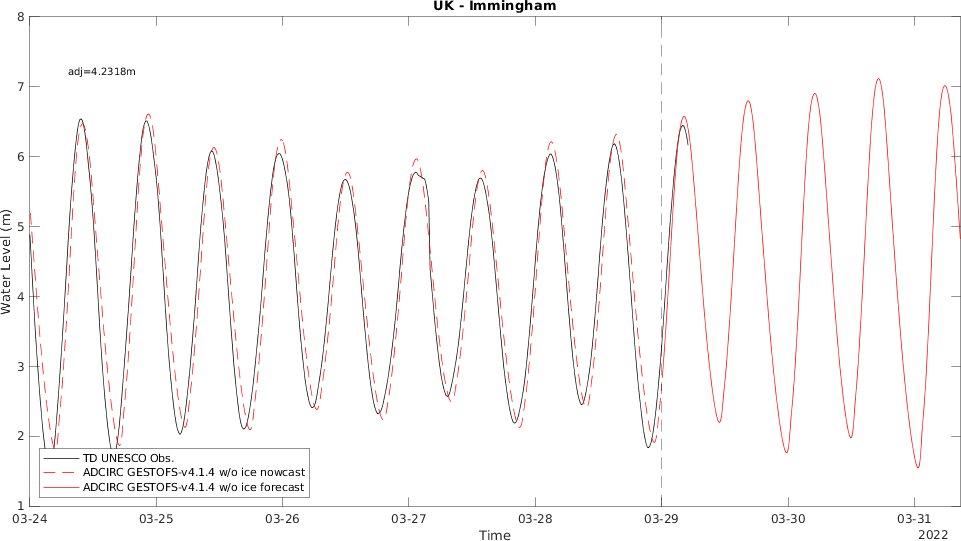 UK - Immingham
8
7
6
5
4
3
2
1
Water Level (m)
adj=4.2318m
TD UNESCO Obs.
ADCIRC GESTOFS-v4.1.4 w/o ice nowcast
ADCIRC GESTOFS-v4.1.4 w/o ice forecast
03-24 03-25 03-26 03-27 03-28 03-29 03-30 03-31
Time
2022